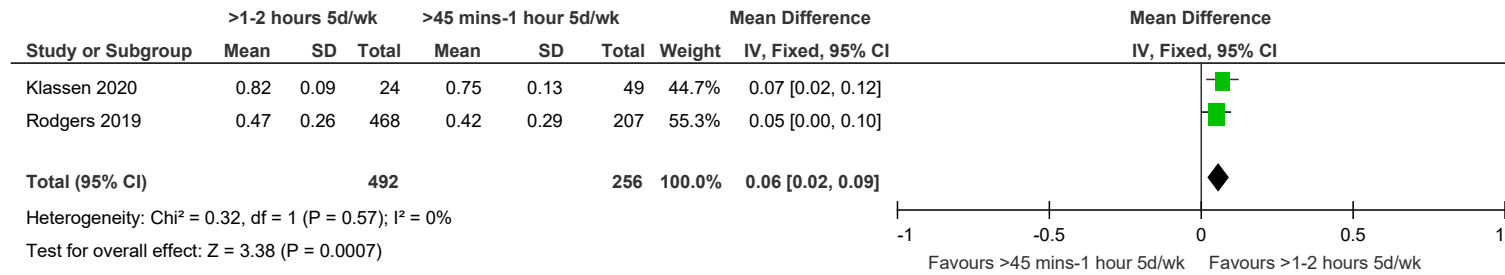 >1-2 hours 5d/wk >45 mins-1 hour 5d/wk Mean Difference Mean Difference
Study or Subgroup Mean SD Total Mean SD Total Weight IV, Fixed, 95% CI IV, Fixed, 95% CI
Klassen 2020 0.82 0.09 24 0.75 0.13 49 44.7% 0.07 [0.02, 0.12]
Rodgers 2019 0.47 0.26 468 0.42 0.29 207 55.3% 0.05 [0.00, 0.10]
Total (95% CI) 492 256 100.0% 0.06 [0.02, 0.09]
Heterogeneity: Chi² = 0.32, df = 1 (P = 0.57); I² = 0%
Test for overall effect: Z = 3.38 (P = 0.0007)
-1 -0.5 0 0.5 1
Favours >45 mins-1 hour 5d/wk Favours >1-2 hours 5d/wk